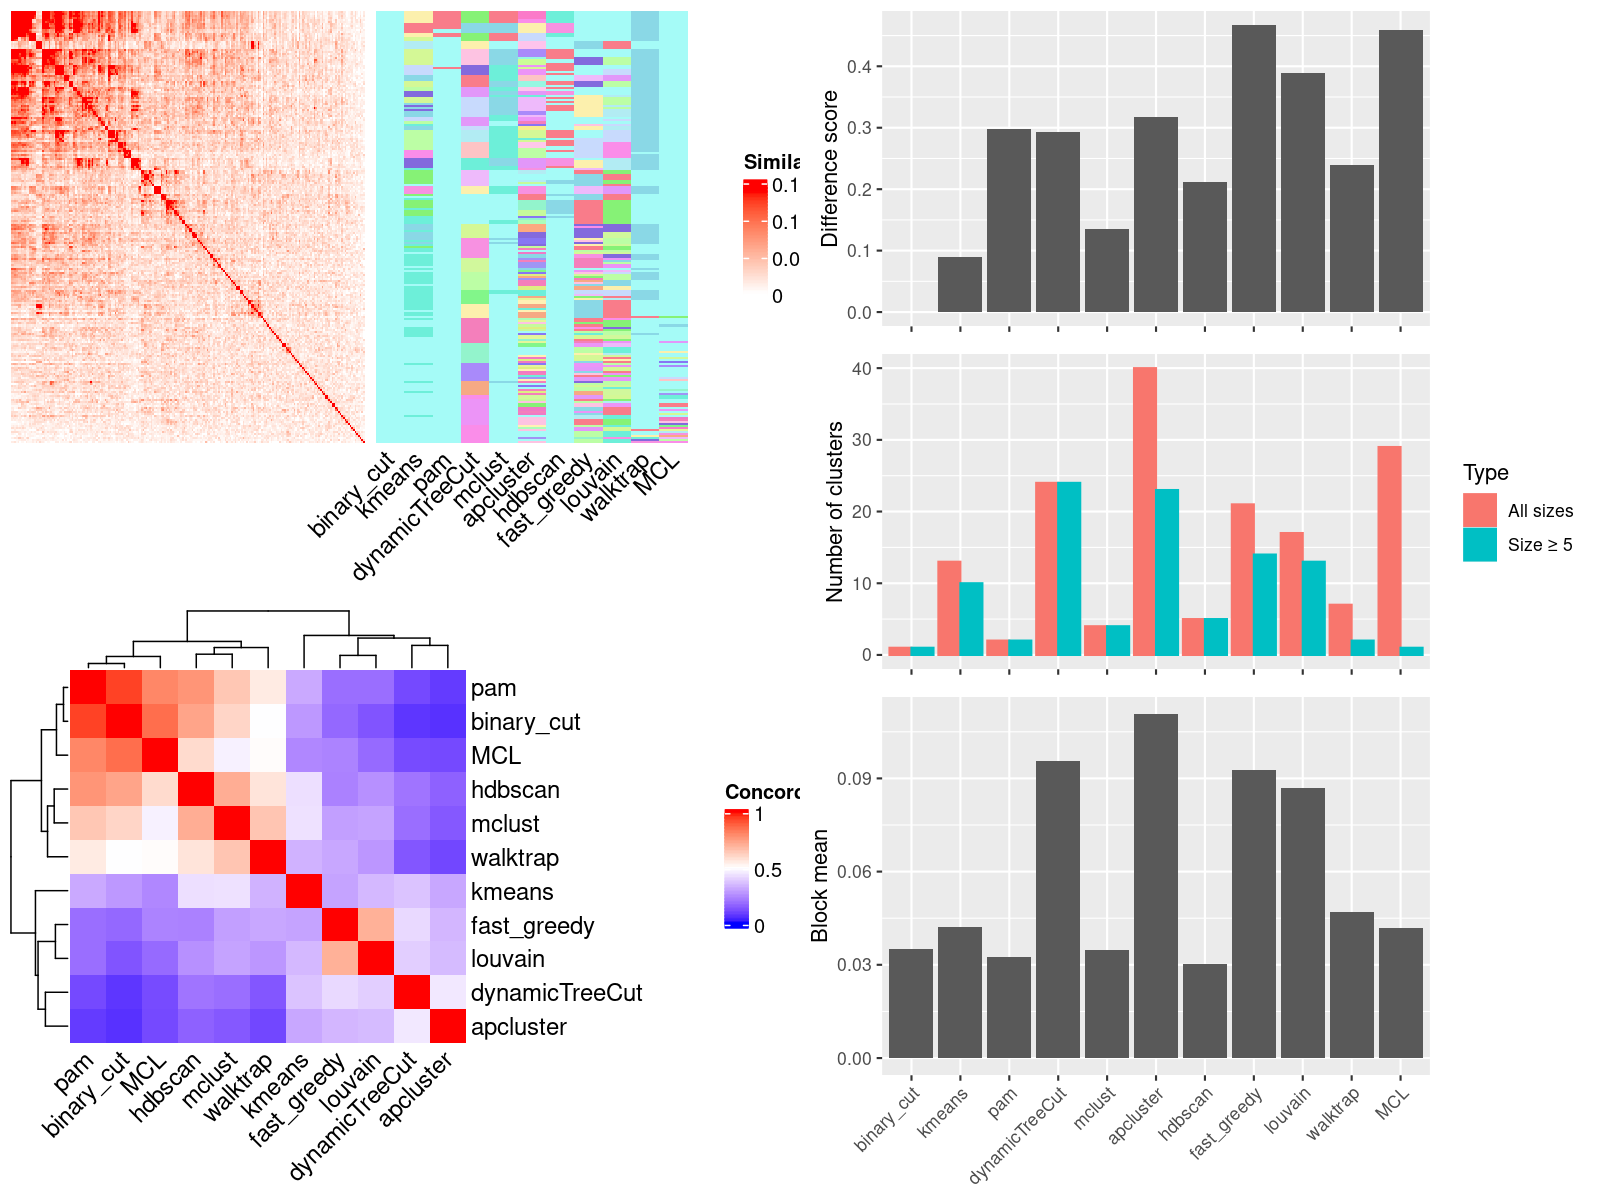 Simila
0.1
0.1
0.0
0
binary_cut
kmeans
pam
dynamicTreeCut
mclust
apcluster
hdbscan
fast_greedy
louvain
walktrap
MCL
pam
binary_cut
MCL
hdbscan
mclust
walktrap
kmeans
fast_greedy
louvain
dynamicTreeCut
apcluster
pam
binary_cut
MCL
hdbscan
mclust
walktrap
kmeans
fast_greedy
louvain
dynamicTreeCut
apcluster
Concord
1
0.5
0
Difference score
0.4
0.3
0.2
0.1
0.0
Number of clusters
40
30
20
10
0
Type
All sizes
Size ≥ 5
Block mean
0.09
0.06
0.03
0.00
binary_cut
kmeans
pam
dynamicTreeCut
mclust
apcluster
hdbscan
fast_greedy
louvain
walktrap
MCL